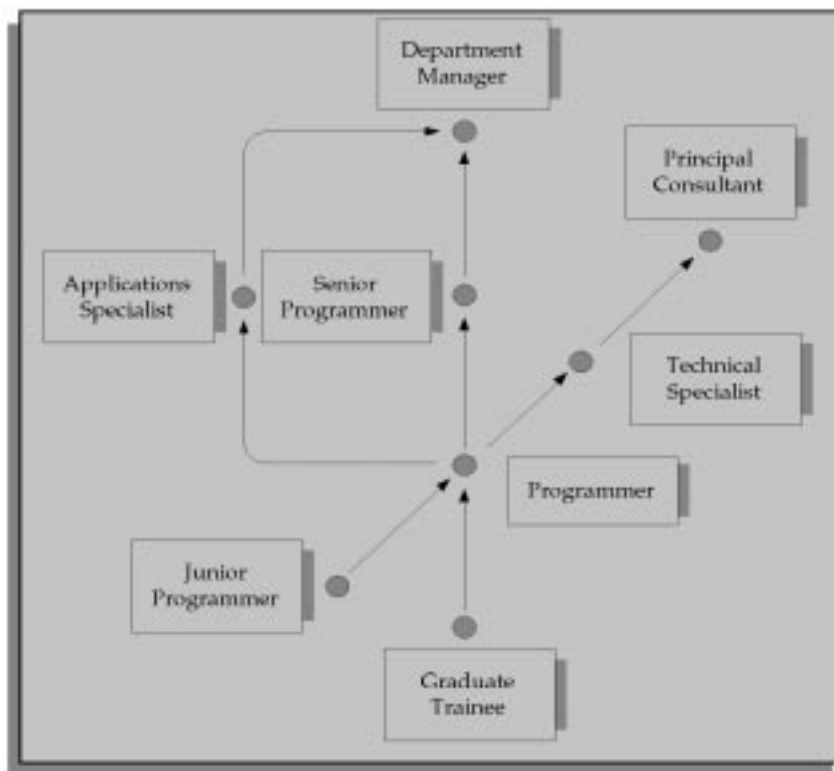 Department
Manager
Principal
Consultant
Applications
Specialist
Senior
Programmer
Technical
Specialist
Programmer
Junior
Programmer
Graduate
Trainee